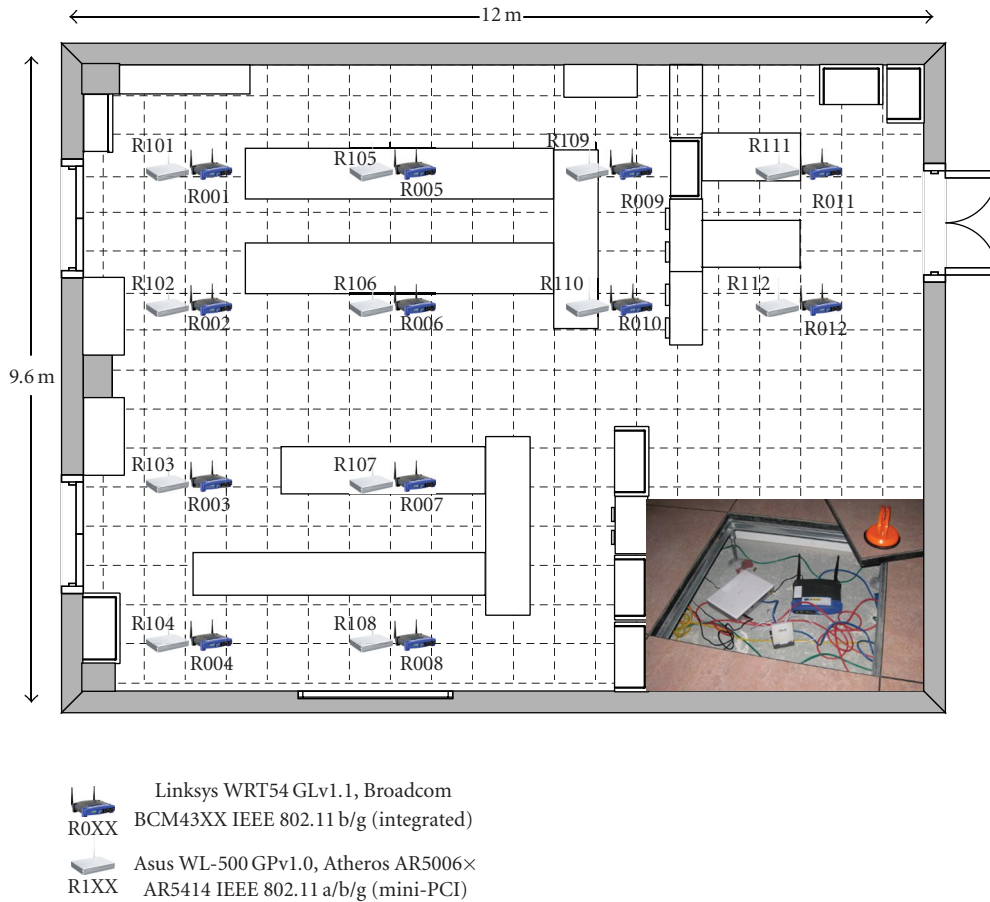 12 m
R101
R105
R109
R111
R001
R005
R009
R011
R102
R106
R110
R112
R002
R006
R010
R012
9.6 m
R103
R107
R003
R007
R104
R108
R004
R008
Linksys WRT54 GLv1.1, Broadcom
R0XX BCM43XX IEEE 802.11 b/g (integrated)
Asus WL-500 GPv1.0, Atheros AR5006×
R1XX AR5414 IEEE 802.11 a/b/g (mini-PCI)